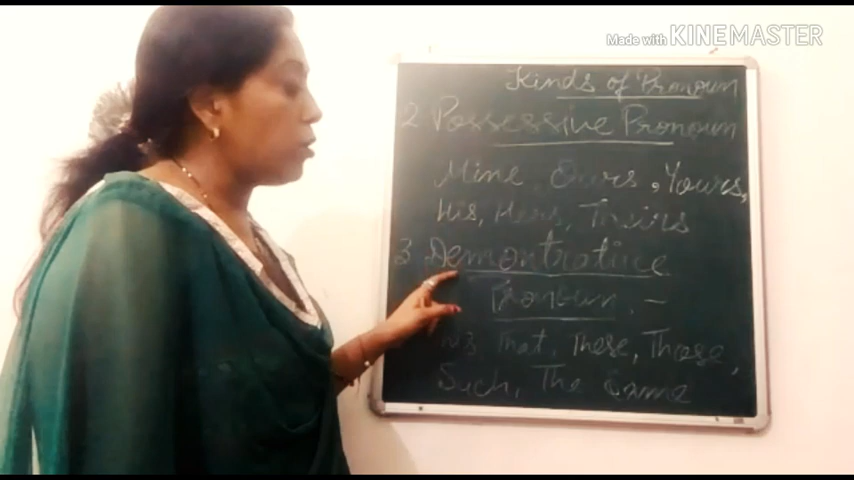 Made with KINEMASTER
Kinds of Pronoun
2 Possessive Pronoun
Mine, Ours, Yours,
His, Hers, Theirs
3 Demontrative
Pronoun, -
That, These, Those,
Such, The Same